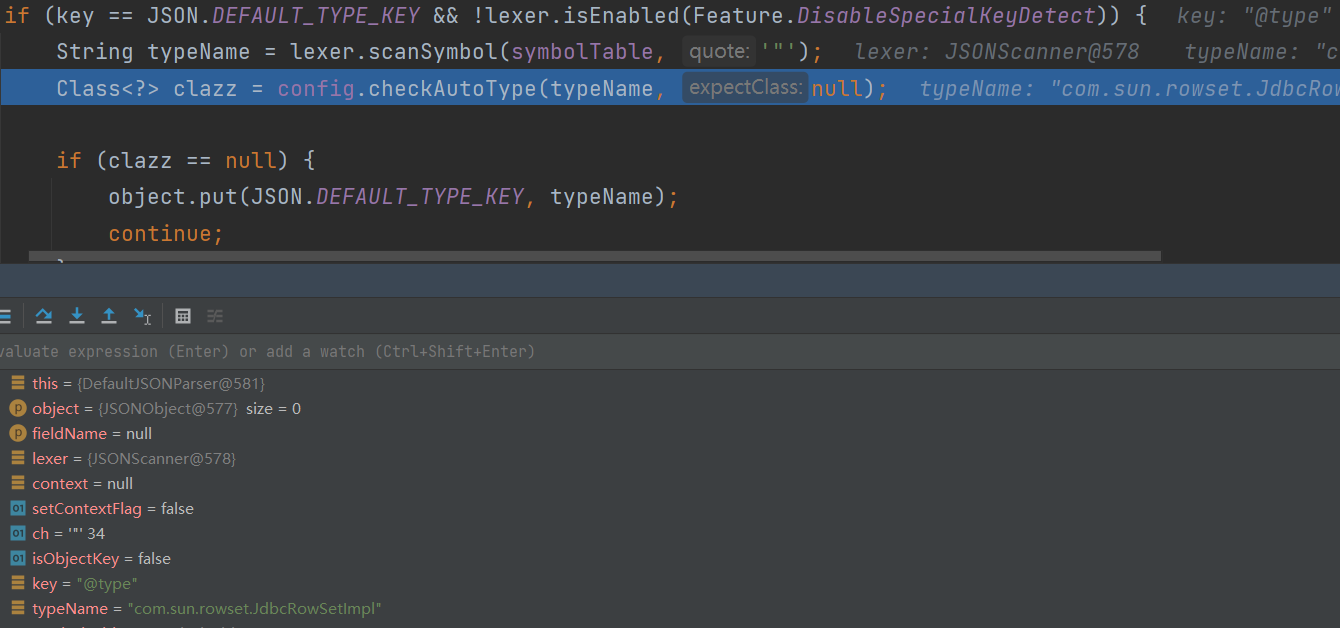 if (key == JSON.DEFAULT_TYPE_KEY && !lexer.isEnabled(Feature.DisableSpecialKeyDetect)) { key: "@type"
String typeName = lexer.scanSymbol(symbolTable, quote: '"'); lexer: JSONScanner@578 typeName: "c
Class<?> clazz = config.checkAutoType(typeName, expectClass: null); typeName: "com.sun.rowset.JdbcRow
if (clazz == null) {
object.put(JSON.DEFAULT_TYPE_KEY, typeName);
continue;
valuate expression (Enter) or add a watch (Ctrl+Shift+Enter)
this = {DefaultJSONParser@581}
object = {JSONObject@577} size = 0
fieldName = null
lexer = {JSONScanner@578}
context = null
setContextFlag = false
ch = '"' 34
isObjectKey = false
key = "@type"
typeName = "com.sun.rowset.JdbcRowSetImpl"